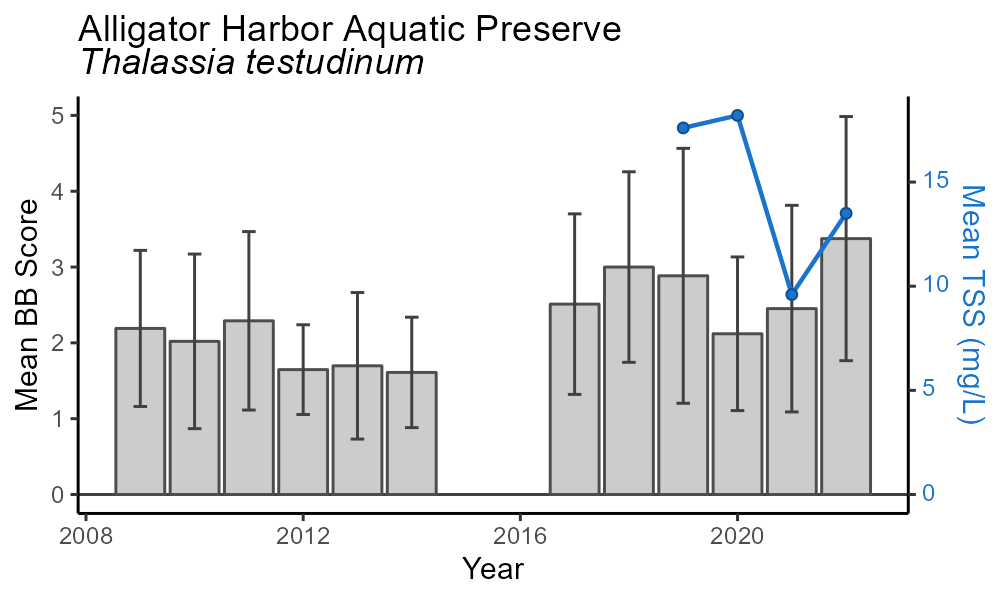 Alligator Harbor Aquatic Preserve
Thalassia testudinum
Mean BB Score
5
4
3
2
1
0
15
10
5
0
Mean TSS (mg/L)
2008
2012
2016
2020
Year